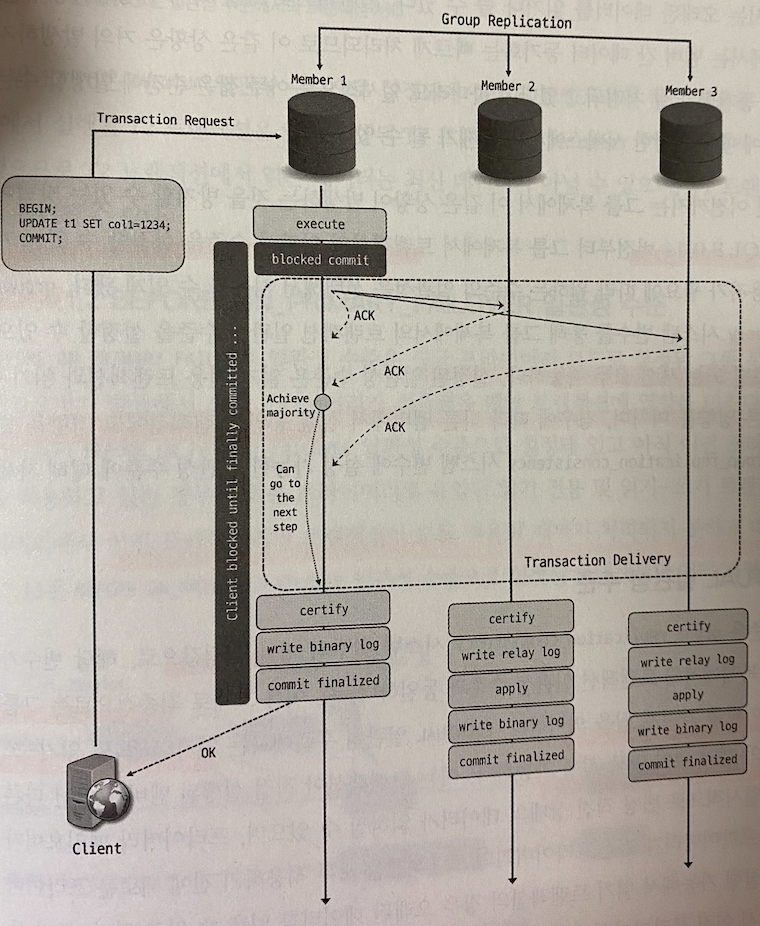 Group Replication
Member 1
Member 2
Member 3
Transaction Request
BEGIN;
UPDATE t1 SET col1=1234;
COMMIT;
execute
blocked commit
Client blocked until finally committed ...
ACK
ACK
ACK
Achieve
majority
Can
go to
the
next
step
Transaction Delivery
certify
write binary log
commit finalized
certify
write relay log
apply
write binary log
commit finalized
certify
write relay log
apply
write binary log
commit finalized
OK
Client